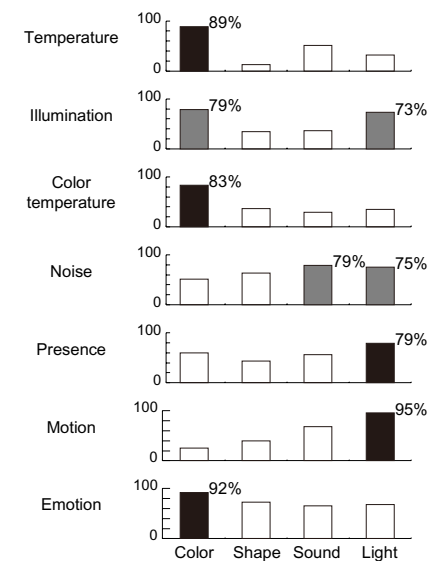 100
89%
Temperature
0
100
79%
73%
Illumination
0
100
83%
Color
temperature
0
100
79% 75%
Noise
0
100
79%
Presence
0
100
95%
Motion
0
100
92%
Emotion
0
Color Shape Sound Light